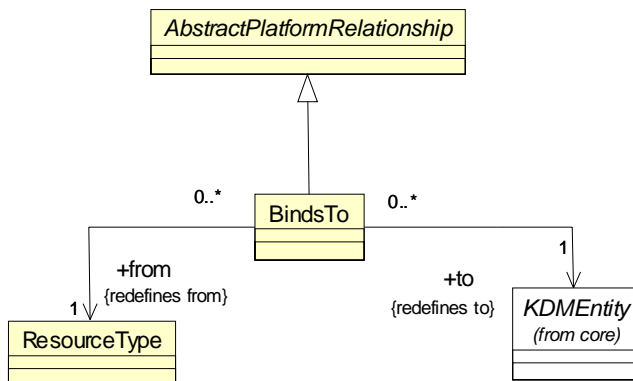 AbstractPlatformRelationship
0..*
BindsTo
0..*
+from
{redefines from}
1
+to
{redefines to}
1
ResourceType
KDMEntity
(from core)